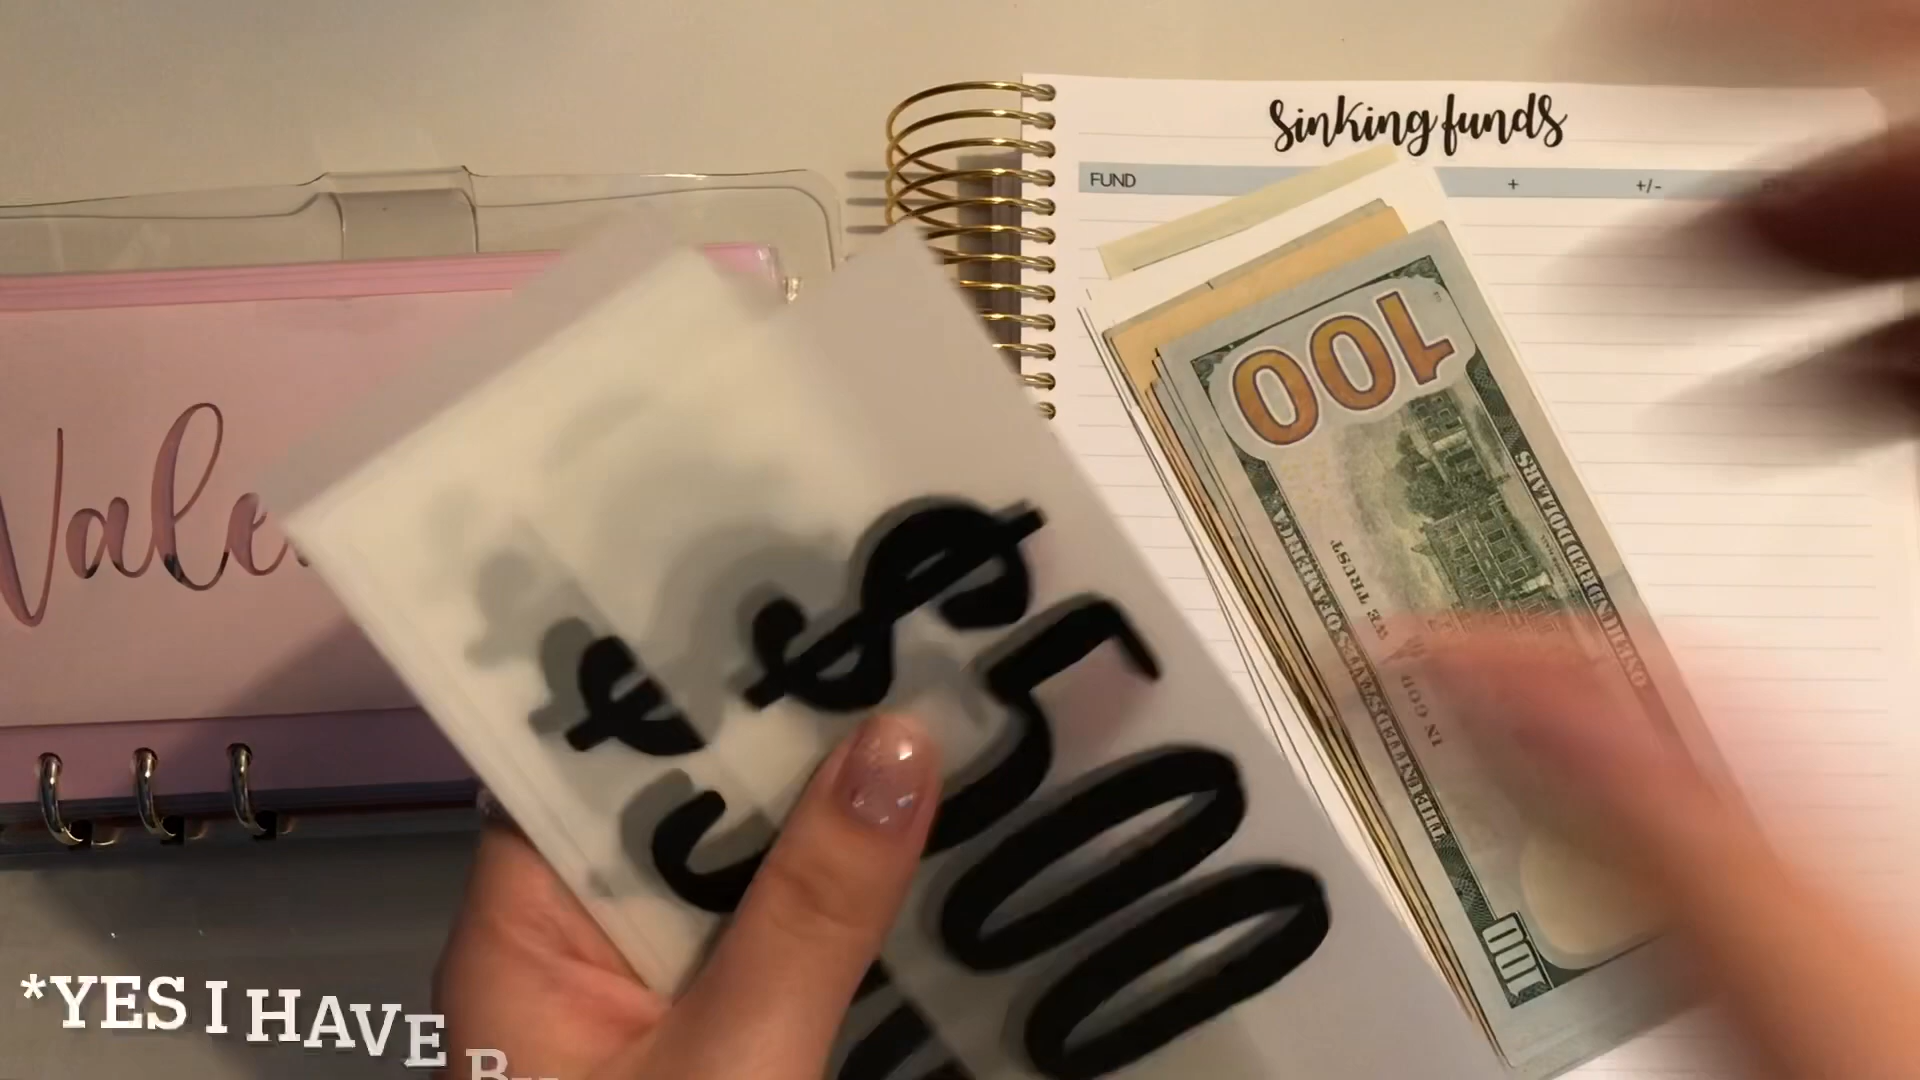 sinking funds
FUND + +/-
Vale
$500
100
THE UNITED STATES OF AMERICA
IN GOD WE TRUST
ONE HUNDRED DOLLARS
100
*YES I HAVE